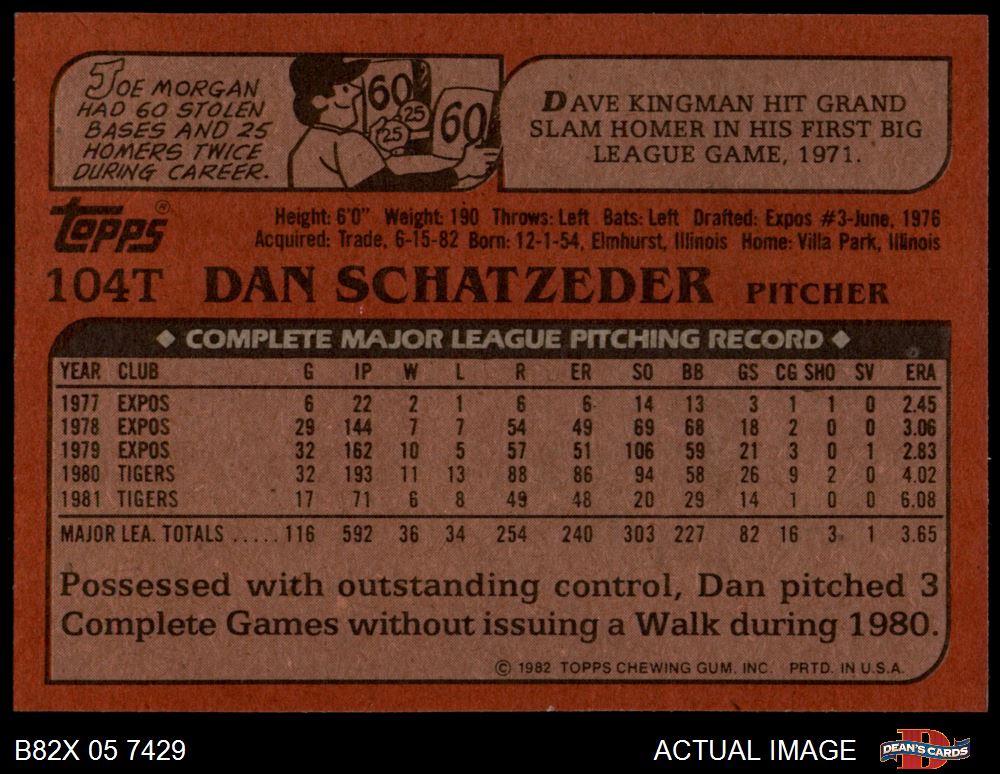 JOE MORGAN
HAD 60 STOLEN
BASES AND 25
HOMERS TWICE
DURING CAREER.
60
25
25
60
DAVE KINGMAN HIT GRAND
SLAM HOMER IN HIS FIRST BIG
LEAGUE GAME, 1971.
topps®
Height: 6'0" Weight: 190 Throws: Left Bats: Left Drafted: Expos #3-June, 1976
Acquired: Trade, 6-15-82 Born: 12-1-54, Elmhurst, Illinois Home: Villa Park, Illinois
104T DAN SCHATZEDER PITCHER
◆ COMPLETE MAJOR LEAGUE PITCHING RECORD ◆
YEAR CLUB G IP W L R ER SO BB GS CG SHO SV ERA
1977 EXPOS 6 22 2 1 6 6 14 13 3 1 1 0 2.45
1978 EXPOS 29 144 7 7 54 49 69 68 18 2 0 0 3.06
1979 EXPOS 32 162 10 5 57 51 106 59 21 3 0 1 2.83
1980 TIGERS 32 193 11 13 88 86 94 58 26 9 2 0 4.02
1981 TIGERS 17 71 6 8 49 48 20 29 14 1 0 0 6.08
MAJOR LEA. TOTALS ..... 116 592 36 34 254 240 303 227 82 16 3 1 3.65
Possessed with outstanding control, Dan pitched 3
Complete Games without issuing a Walk during 1980.
© 1982 TOPPS CHEWING GUM. INC. PRTD. IN U.S.A.
B82X 05 7429
ACTUAL IMAGE
DEAN'S CARDS